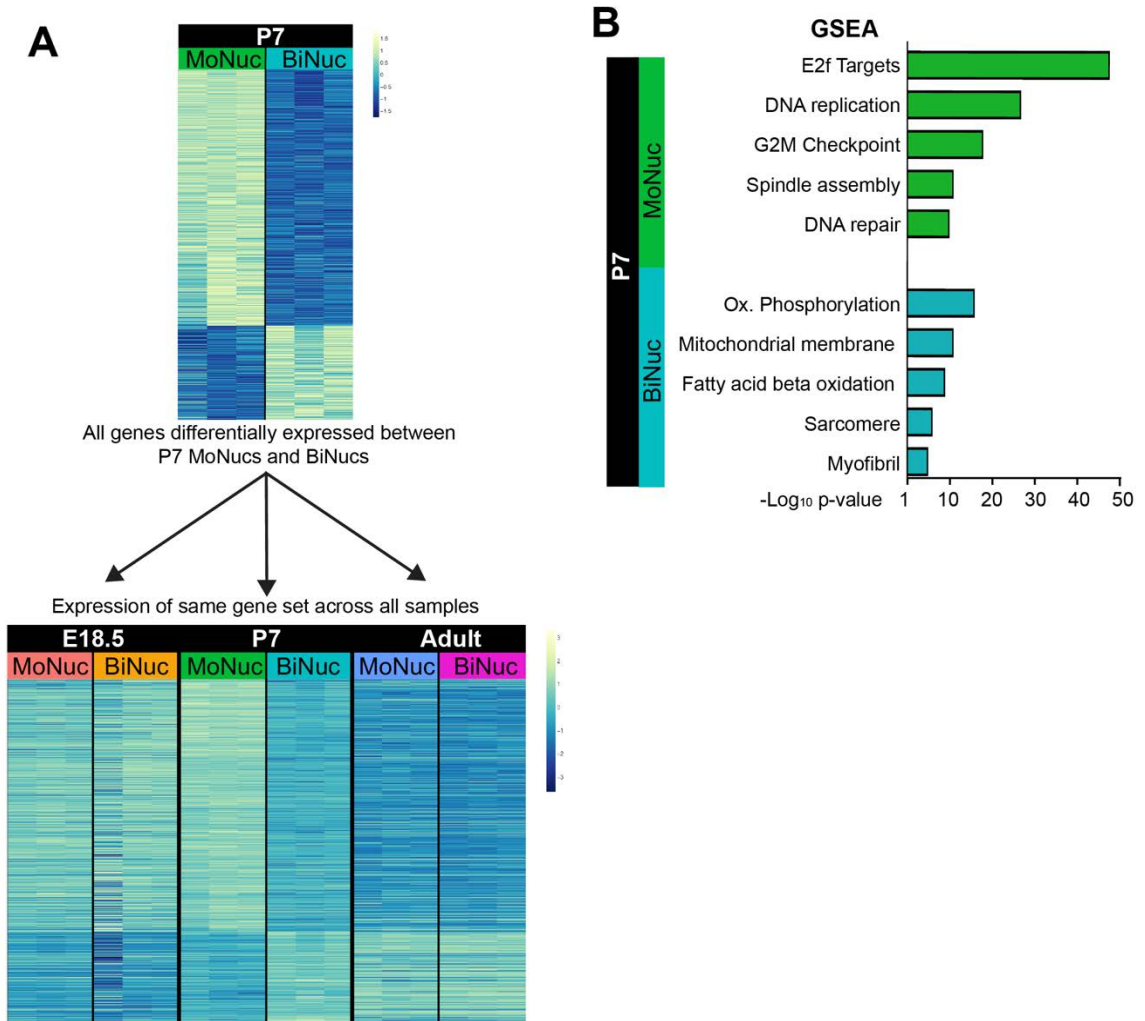 A
P7
MoNuc BiNuc
1.5
1
0.5
0
-0.5
-1
-1.5
All genes differentially expressed between
P7 MoNucs and BiNucs
Expression of same gene set across all samples
E18.5 P7 Adult
MoNuc BiNuc MoNuc BiNuc MoNuc BiNuc
3
2
1
0
-1
-2
-3
B
GSEA
P7
MoNuc
BiNuc
E2f Targets
DNA replication
G2M Checkpoint
Spindle assembly
DNA repair
Ox. Phosphorylation
Mitochondrial membrane
Fatty acid beta oxidation
Sarcomere
Myofibril
-Log₁₀ p-value 1 10 20 30 40 50